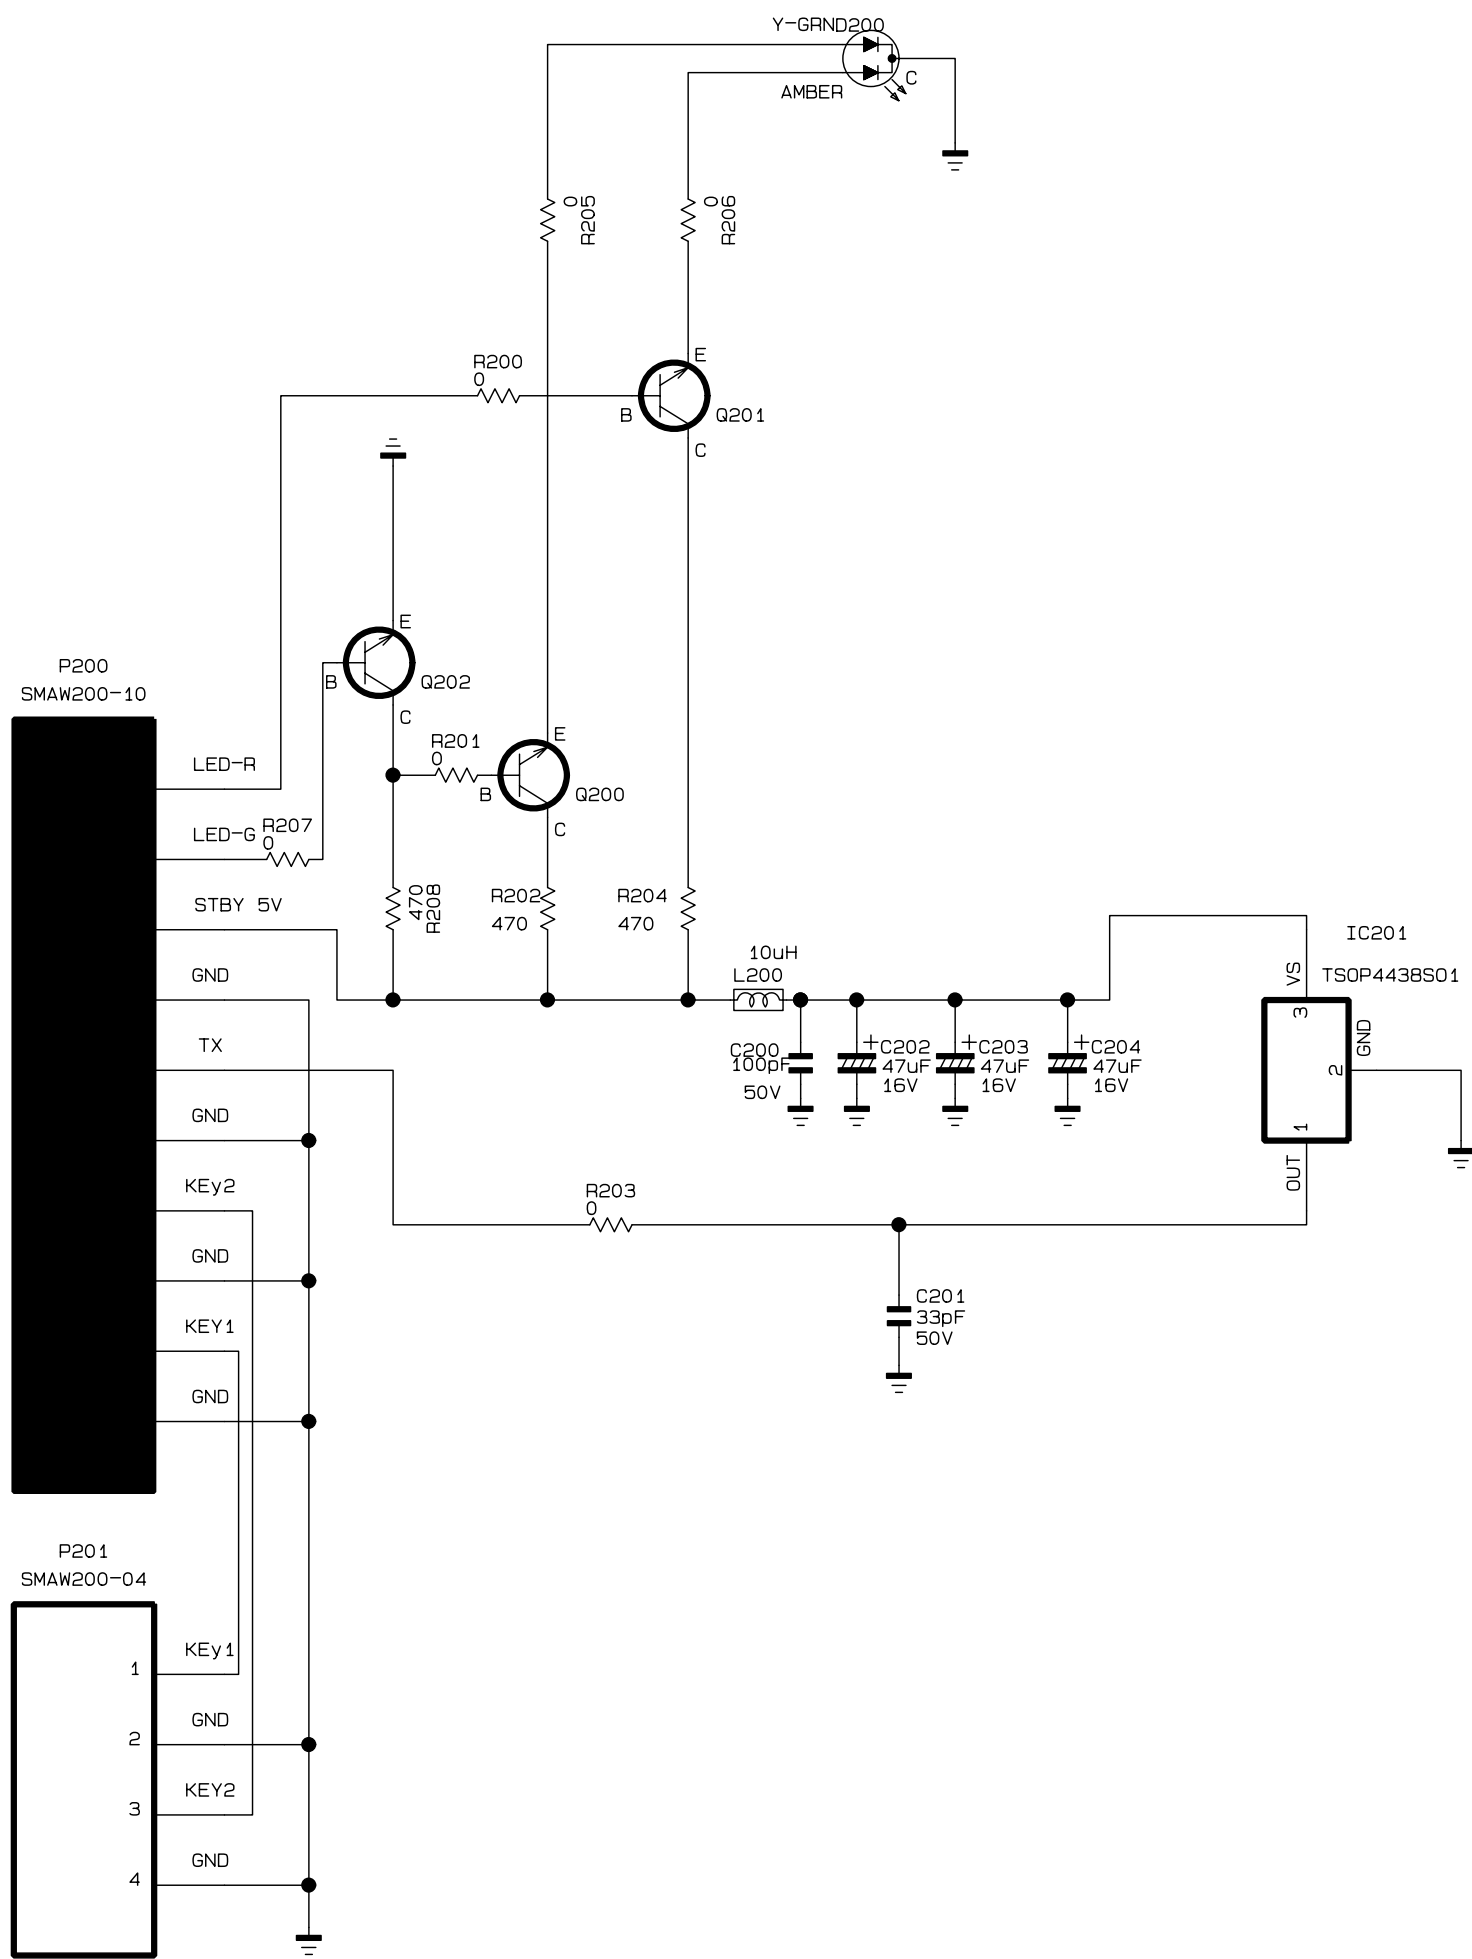 Y-GRND200
C
AMBER
0
R205
0
R206
R200
0
E
B
Q201
C
E
B
Q202
C
P200
SMAW200-10
R201
0
E
B
Q200
C
LED-R
LED-G
R207
0
STBY 5V
470
R208
R202
470
R204
470
GND
10uH
L200
VS
IC201
TSOP4438SO1
3
GND
2
1
OUT
TX
C200
100pF
50V
+C202
47uF
16V
+C203
47uF
16V
+C204
47uF
16V
GND
KEy2
R203
0
GND
KEY1
C201
33pF
50V
GND
P201
SMAW200-04
KEy1
1
GND
2
KEY2
3
GND
4